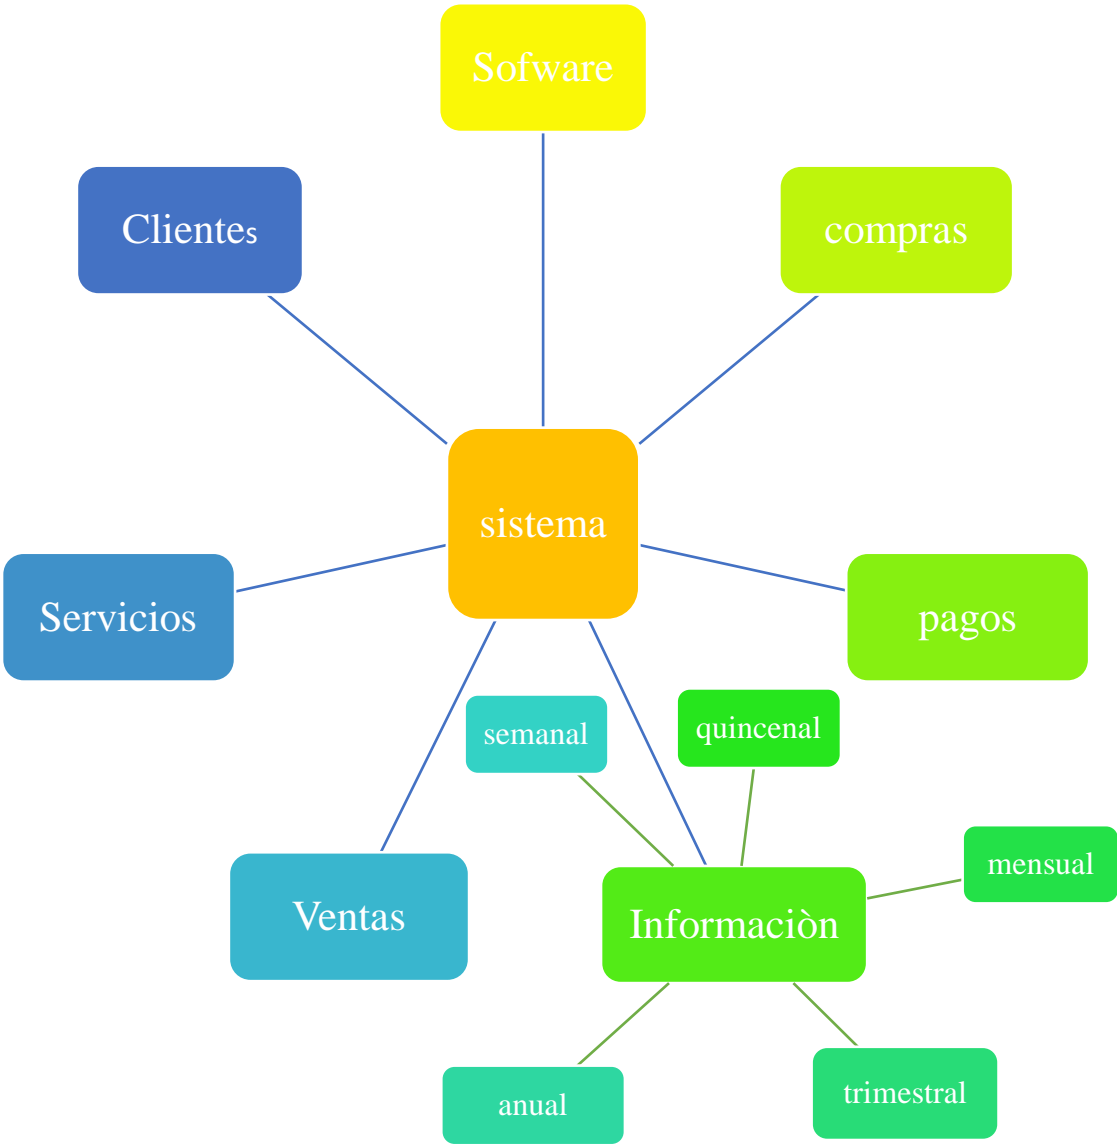 Sofware
Clientes
compras
sistema
Servicios
pagos
semanal
quincenal
mensual
Ventas
Informaciòn
anual
trimestral